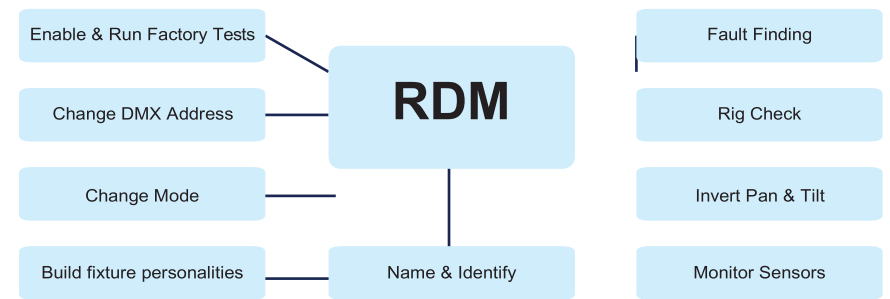 Enable & Run Factory Tests
Change DMX Address
Change Mode
Build fixture personalities
RDM
Name & Identify
Fault Finding
Rig Check
Invert Pan & Tilt
Monitor Sensors